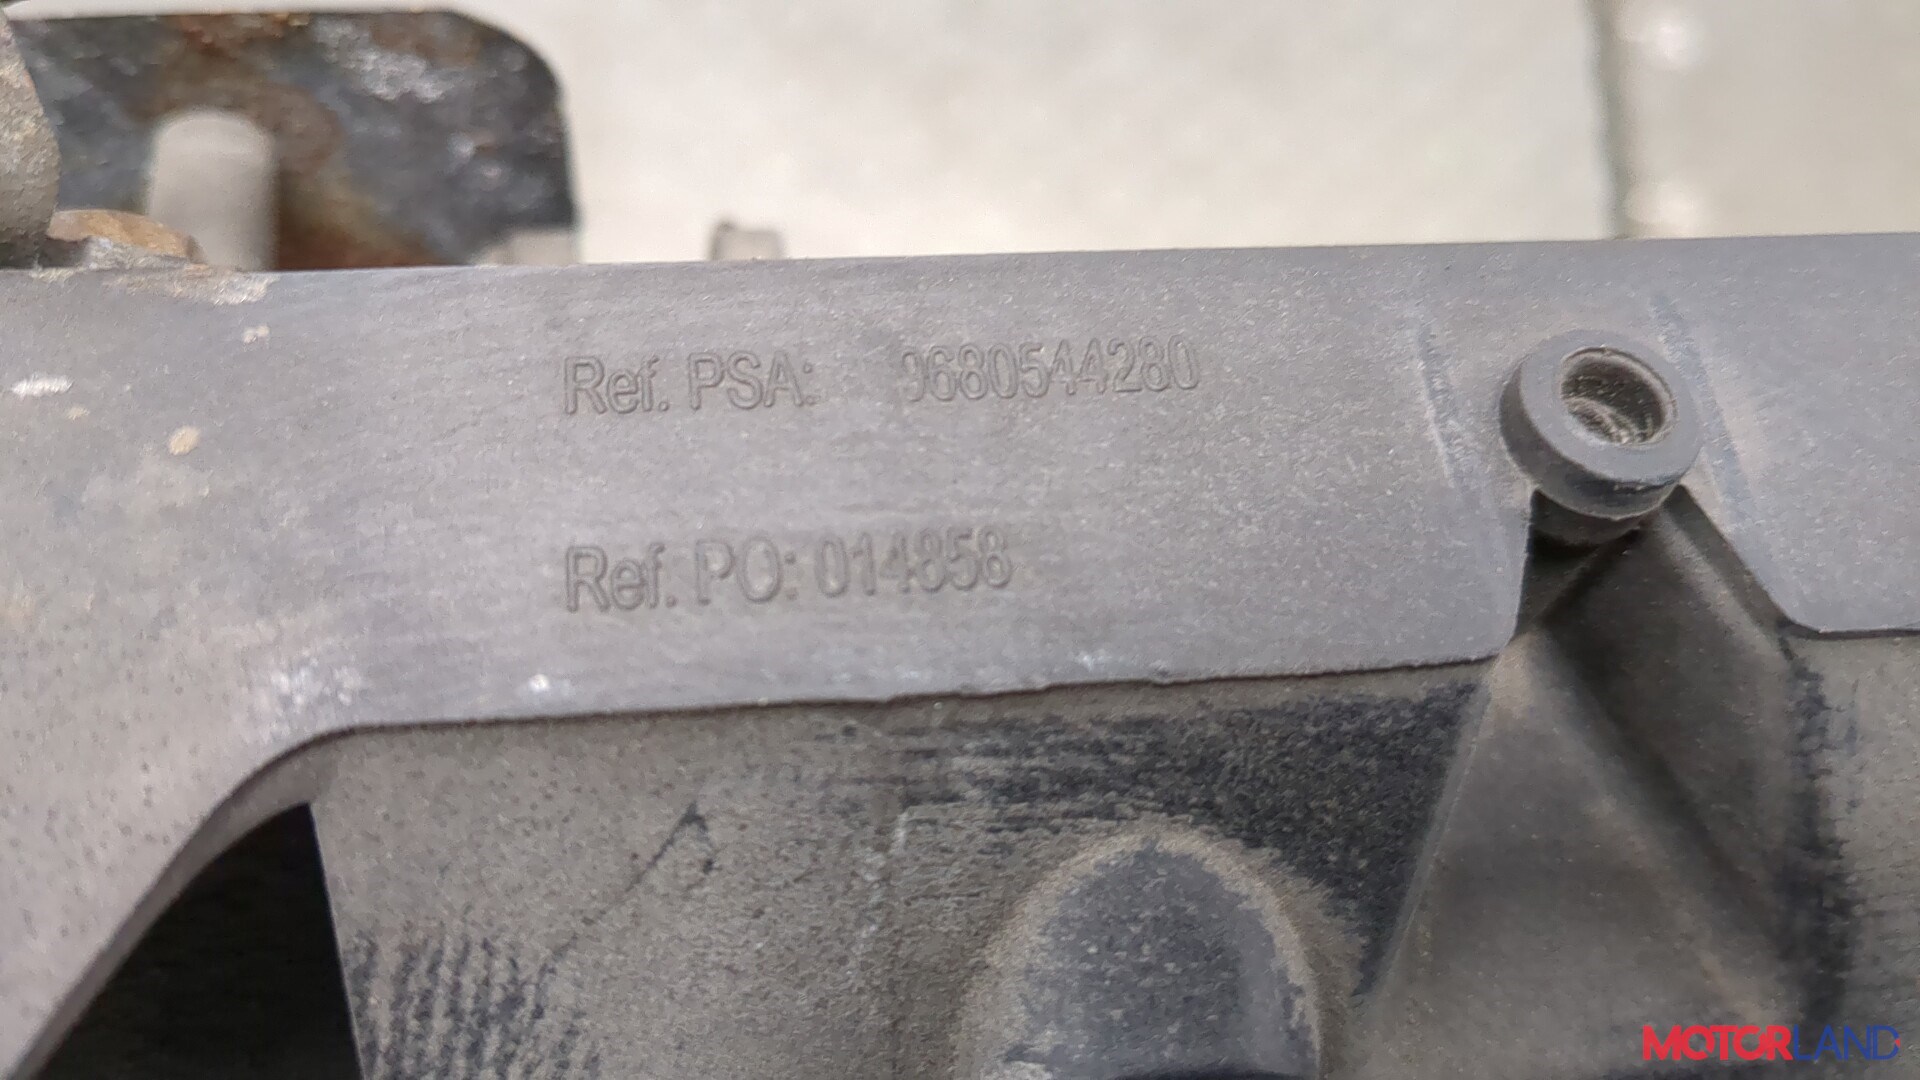 Ref. PSA: 9680544280
Ref. PO: 014858
MOTORLAND